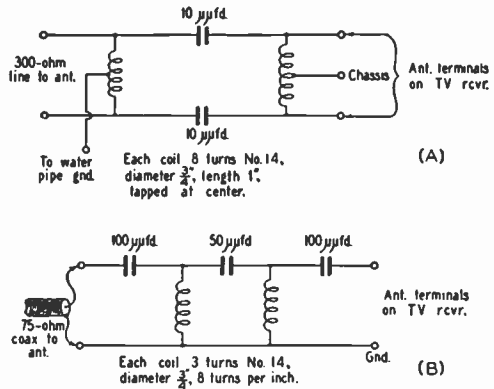 10 μμfd.
300-ohm
line to ant.
Chassis
Ant. terminals
on TV rcvr.
10 μμfd.
To water
pipe gnd.
Each coil 8 turns No.14,
diameter 3/4", length 1",
tapped at center.
(A)
100 μμfd.
50 μμfd.
100 μμfd.
75-ohm
coax to
ant.
Ant. terminals
on TV rcvr.
Gnd.
Each coil 3 turns No.14,
diameter 3/4", 8 turns per inch.
(B)